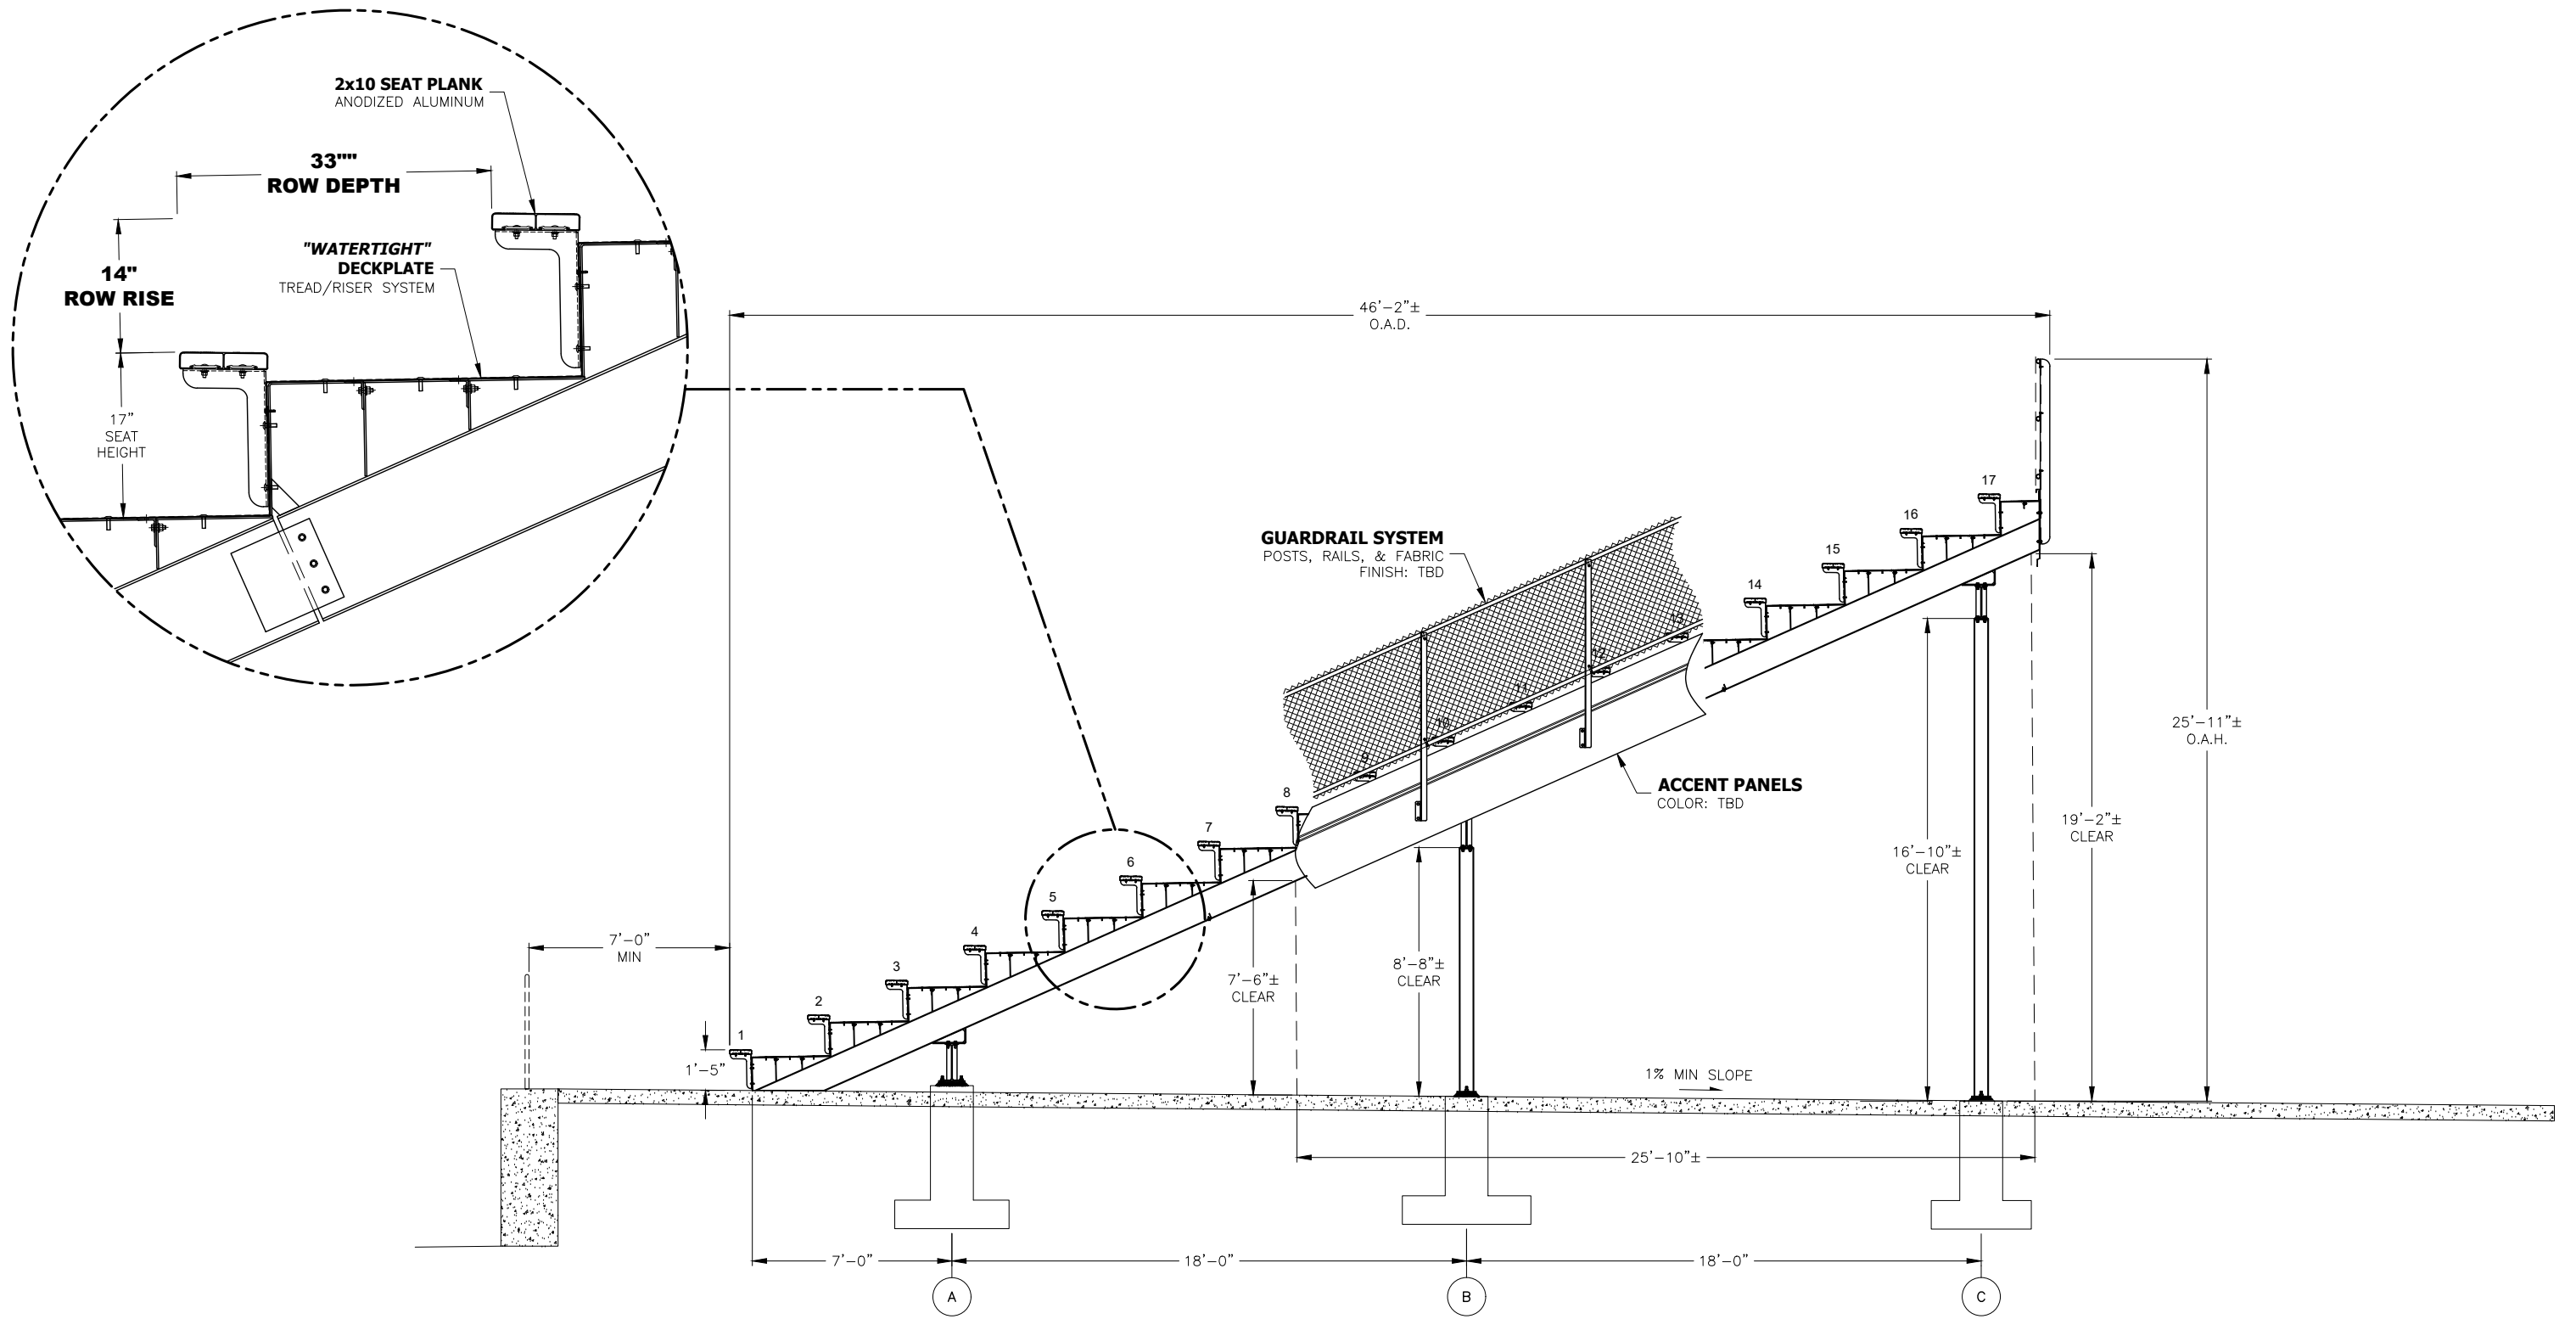 2x10 SEAT PLANK
ANODIZED ALUMINUM
33""
ROW DEPTH
"WATERTIGHT"
DECKPLATE
TREAD/RISER SYSTEM
14"
ROW RISE
17"
SEAT
HEIGHT
46'-2"±
O.A.D.
GUARDRAIL SYSTEM
POSTS, RAILS, & FABRIC
FINISH: TBD
17
16
15
14
13
12
11
10
9
8
7
6
5
4
3
2
1
ACCENT PANELS
COLOR: TBD
25'-11"±
O.A.H.
19'-2"±
CLEAR
16'-10"±
CLEAR
8'-8"±
CLEAR
7'-6"±
CLEAR
7'-0"
MIN
1'-5"
1% MIN SLOPE
25'-10"±
7'-0"
18'-0"
18'-0"
A
B
C